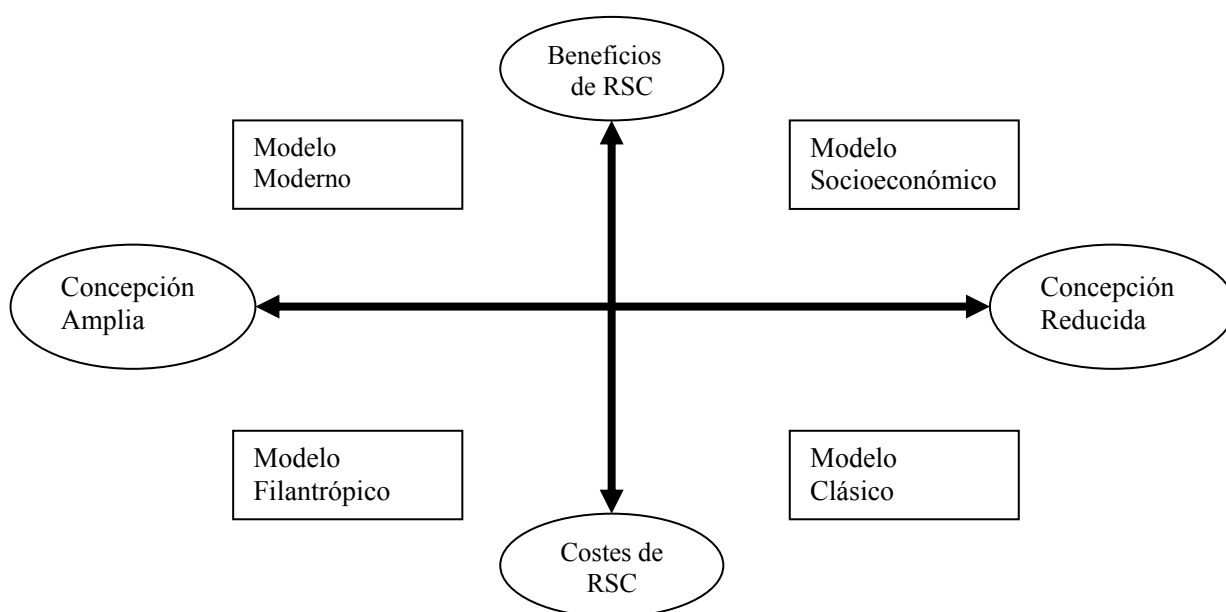 Beneficios
de RSC
Modelo
Moderno
Modelo
Socioeconómico
Concepción
Amplia
Concepción
Reducida
Modelo
Filantrópico
Modelo
Clásico
Costes de
RSC